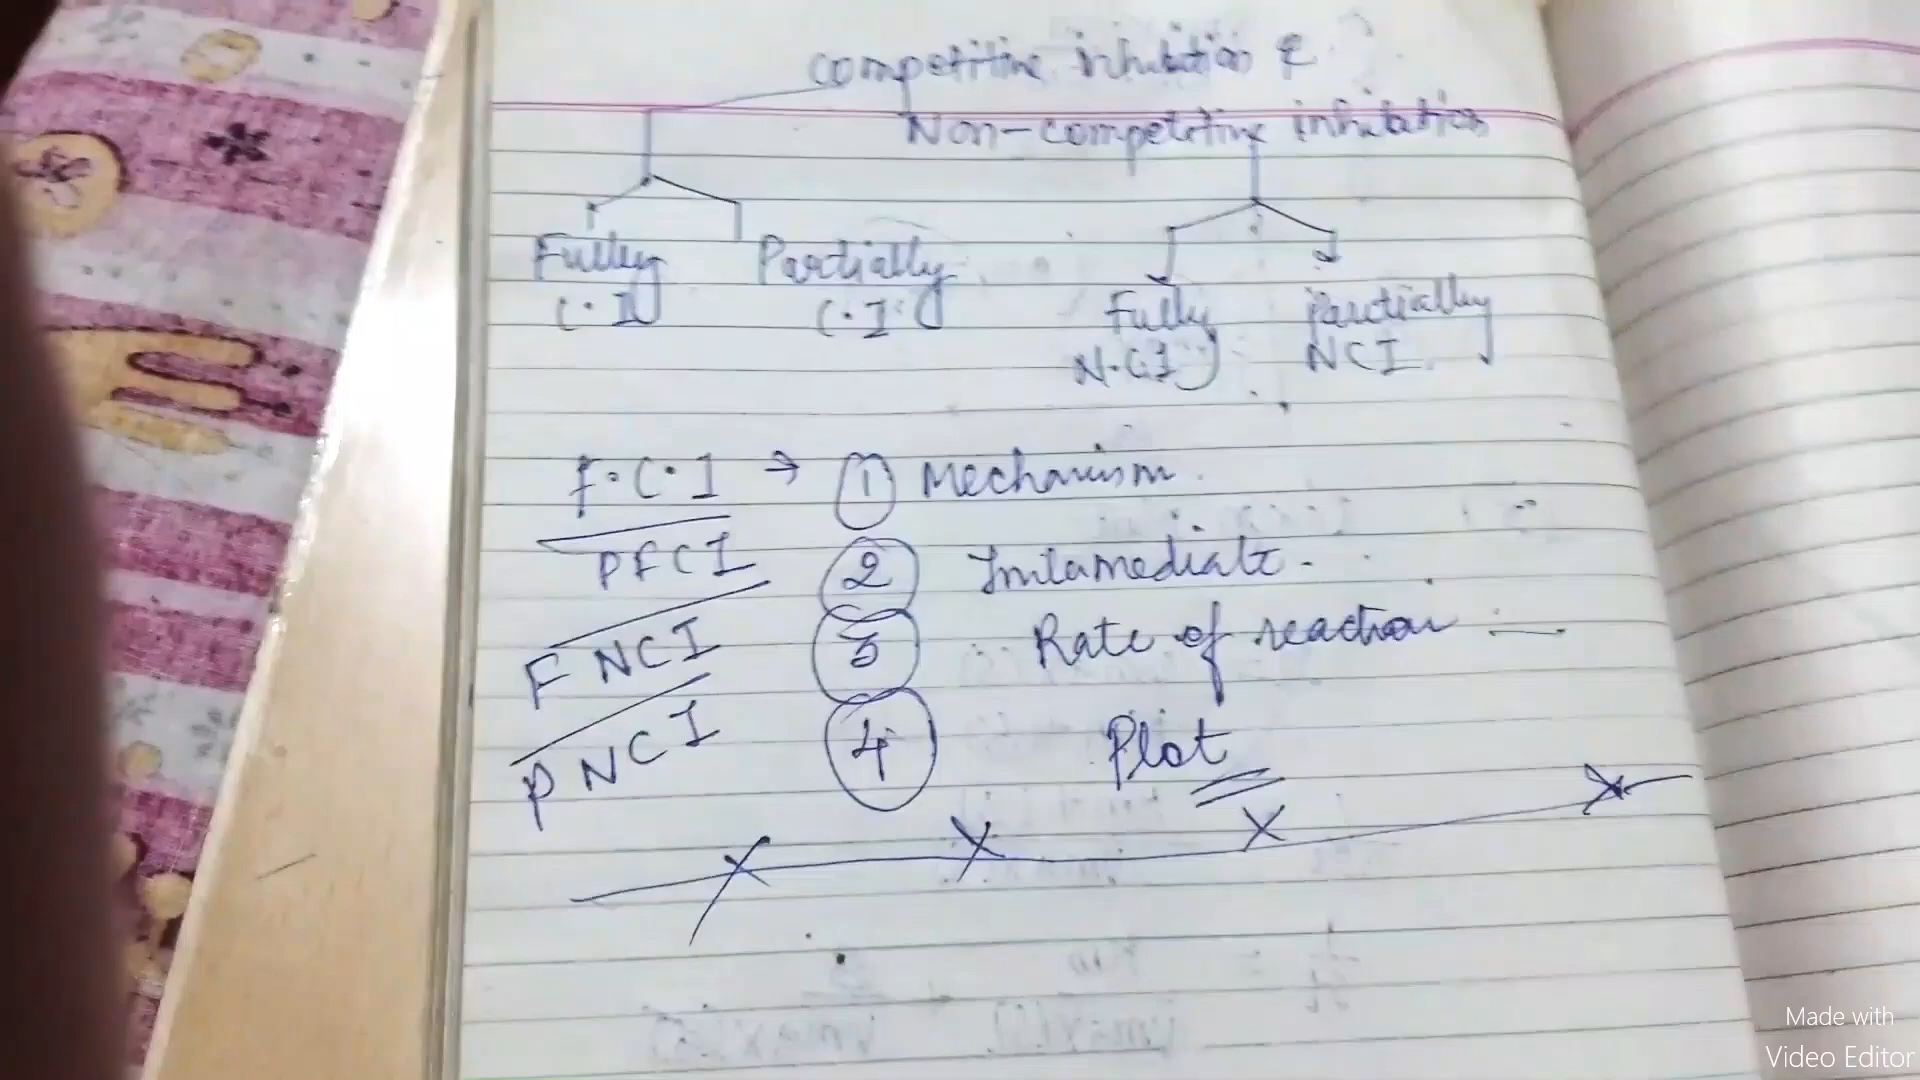 competitive inhibition &
Non-competitive inhibition
Fully Partially
C.I C.I
Fully Partially
N.C.I NCI
F.C.I → ① Mechanism.
PFCI ② Intamediate.
FNCI ③ Rate of reaction
PNCI ④ Plot
Made with
Video Editor